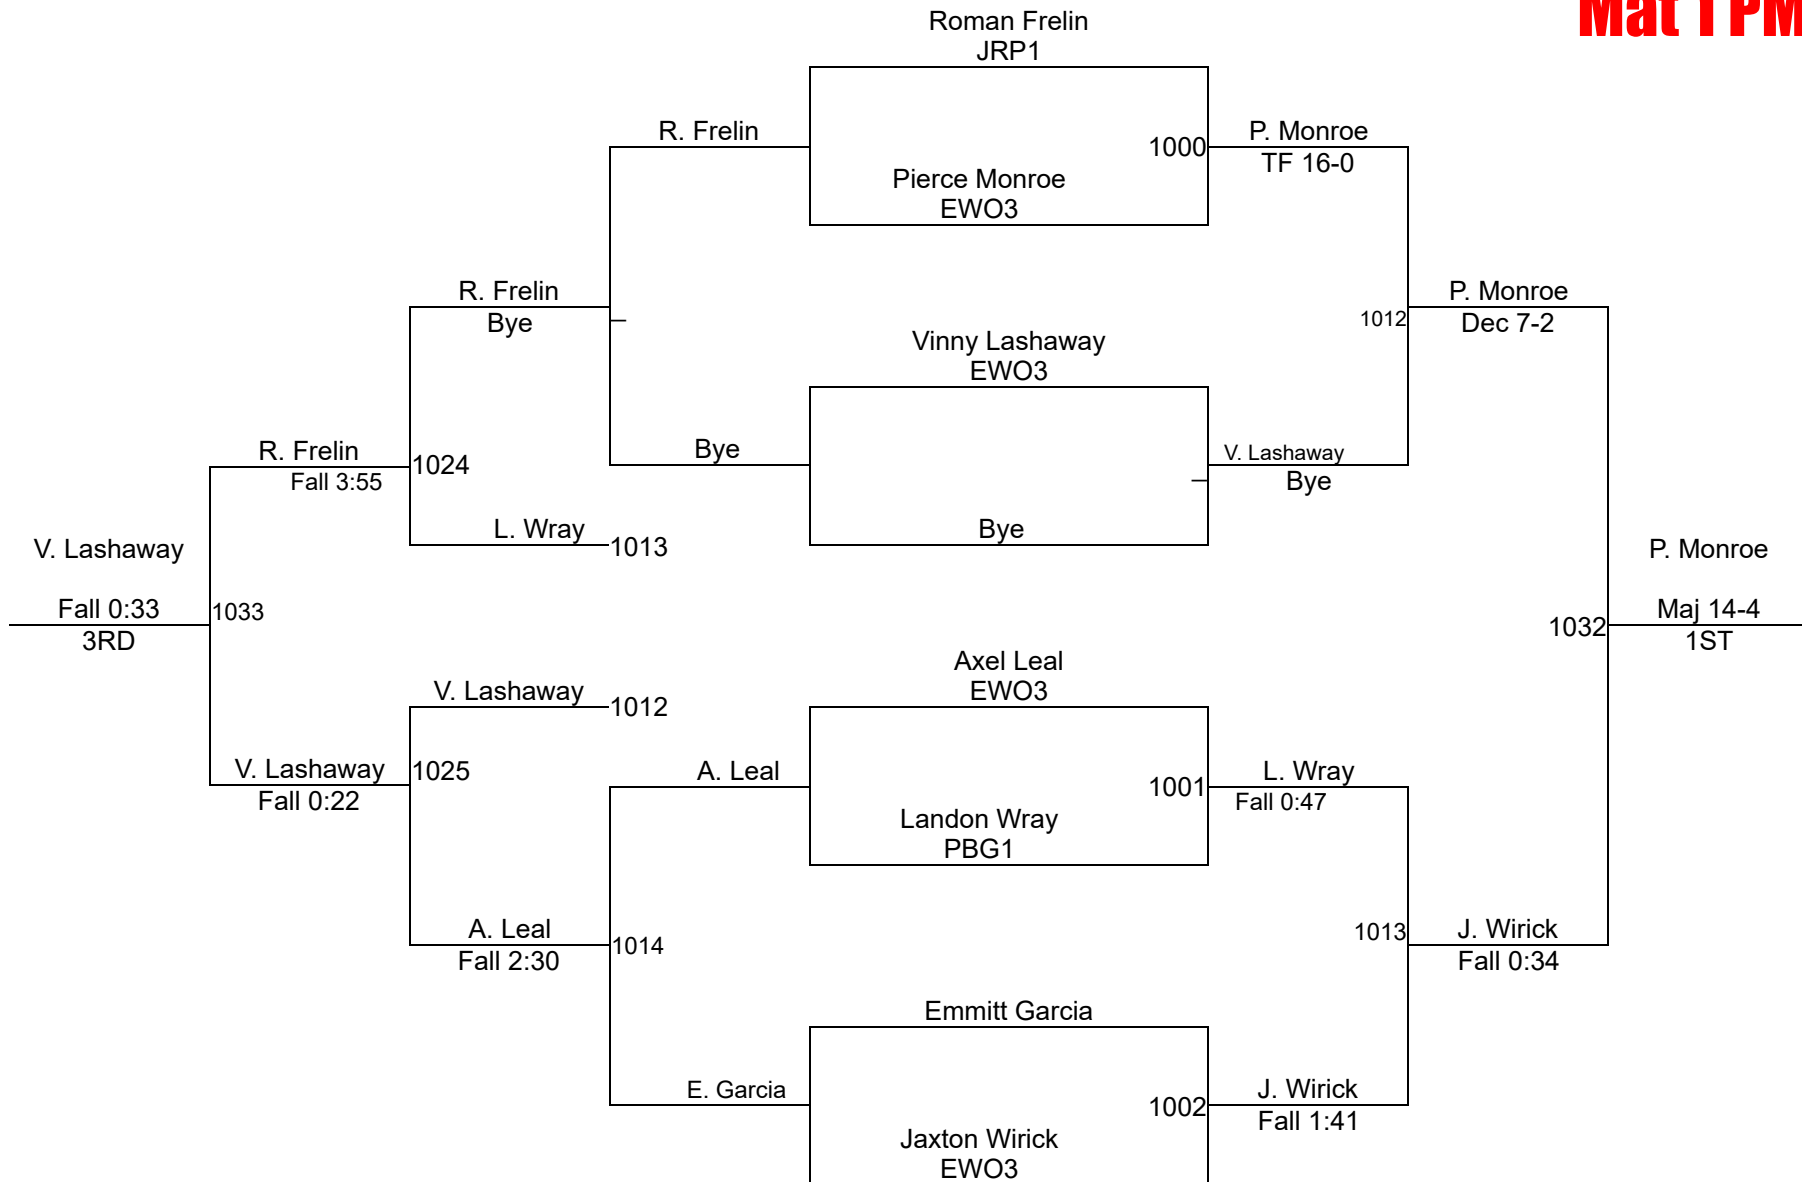 Mat 1 PM
Roman Frelin
JRP1
R. Frelin
1000
P. Monroe
TF 16-0
Pierce Monroe
EWO3
R. Frelin
Bye
1012
P. Monroe
Dec 7-2
Vinny Lashaway
EWO3
R. Frelin
Fall 3:55
1024
Bye
V. Lashaway
Bye
L. Wray
1013
Bye
V. Lashaway
Fall 0:33
3RD
1033
1032
P. Monroe
Maj 14-4
1ST
Axel Leal
EWO3
V. Lashaway
1012
V. Lashaway
Fall 0:22
1025
A. Leal
1001
L. Wray
Fall 0:47
Landon Wray
PBG1
A. Leal
Fall 2:30
1014
1013
J. Wirick
Fall 0:34
Emmitt Garcia
E. Garcia
1002
J. Wirick
Fall 1:41
Jaxton Wirick
EWO3